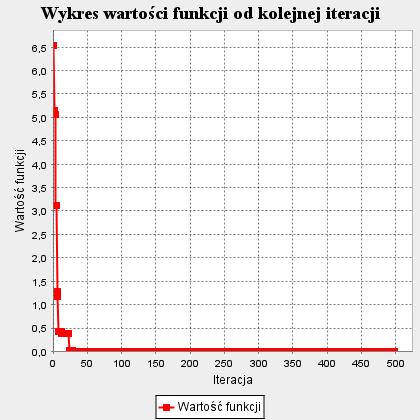 Wykres wartości funkcji od kolejnej iteracji
6,5
6,0
5,5
5,0
4,5
4,0
3,5
3,0
2,5
2,0
1,5
1,0
0,5
0,0
Wartość funkcji
0 50 100 150 200 250 300 350 400 450 500
Iteracja
Wartość funkcji